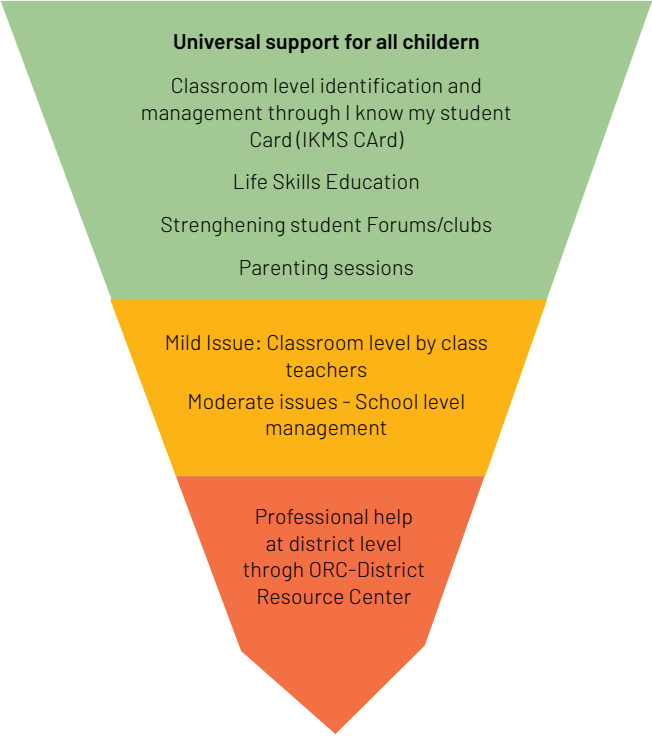 Universal support for all childern
Classroom level identification and
management through I know my student
Card (IKMS CArd)
Life Skills Education
Strenghening student Forums/clubs
Parenting sessions
Mild Issue: Classroom level by class
teachers
Moderate issues - School level
management
Professional help
at district level
throgh ORC-District
Resource Center